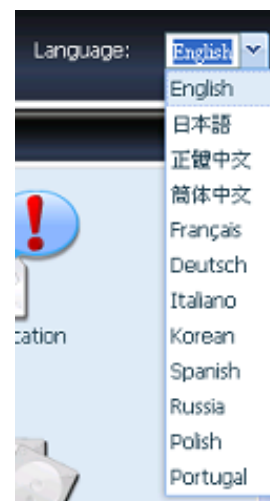 Language:
English
English
日本語
正體中文
简体中文
Français
Deutsch
Italiano
Korean
Spanish
Russia
Polish
Portugal
cation